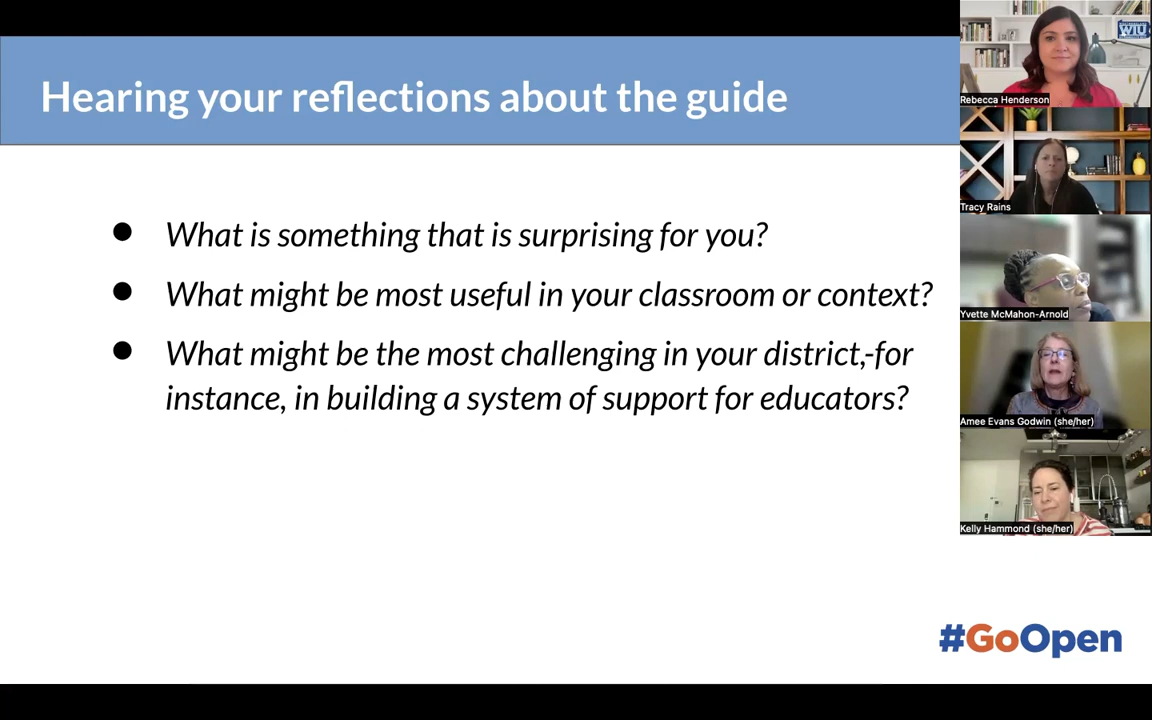 Hearing your reflections about the guide
● What is something that is surprising for you?
● What might be most useful in your classroom or context?
● What might be the most challenging in your district,-for
instance, in building a system of support for educators?
#GoOpen
WIU
Rebecca Henderson
Tracy Rains
Yvette McMahon-Arnold
Amee Evans Godwin (she/her)
Kelly Hammond (she/her)